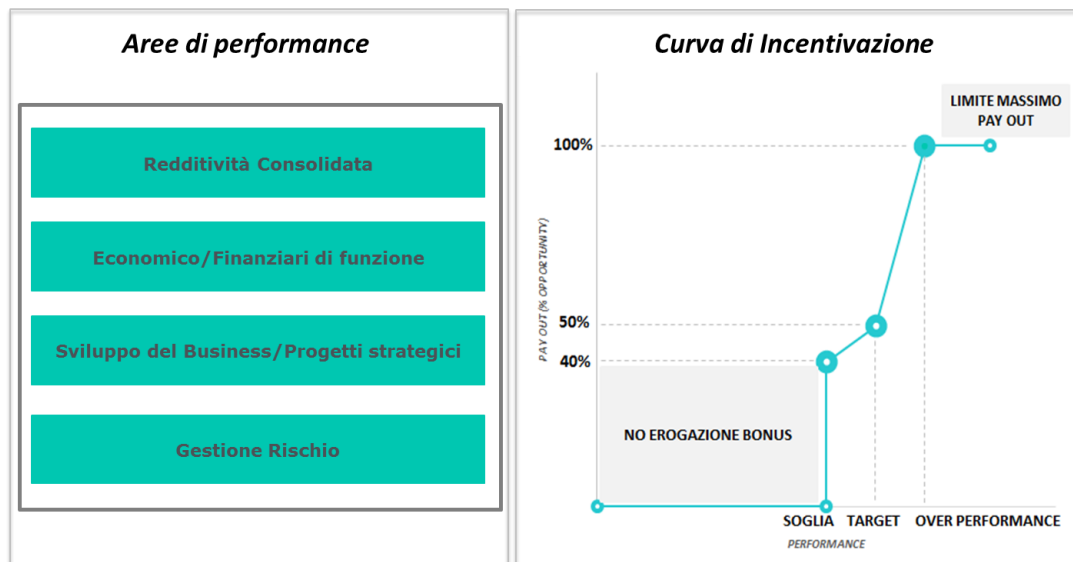 Aree di performance
Redditività Consolidata
Economico/Finanziari di funzione
Sviluppo del Business/Progetti strategici
Gestione Rischio
Curva di Incentivazione
LIMITE MASSIMO
PAY OUT
100%
50%
40%
PAY OUT (% OPPORTUNITY)
NO EROGAZIONE BONUS
SOGLIA TARGET OVER PERFORMANCE
PERFORMANCE